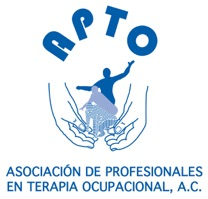 APTO
ASOCIACIÓN DE PROFESIONALES
EN TERAPIA OCUPACIONAL, A.C.